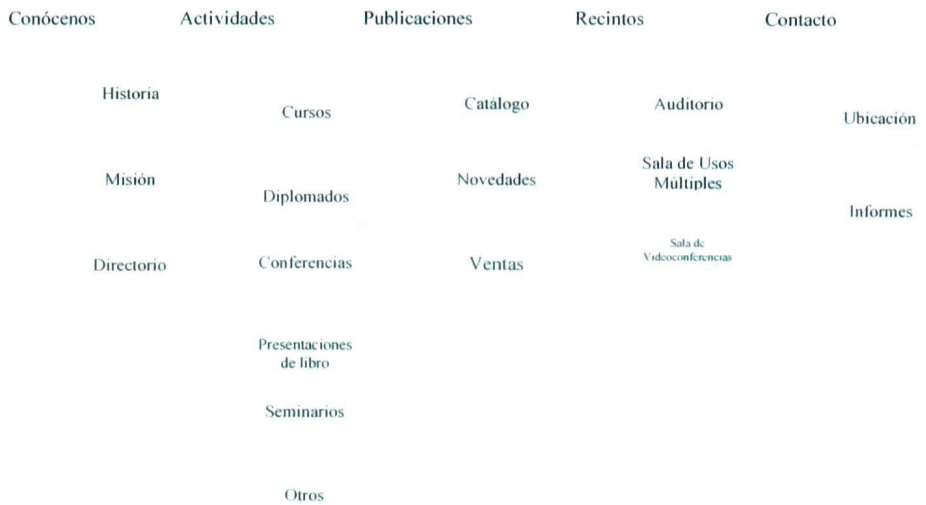 Conócenos
Actividades
Publicaciones
Recintos
Contacto
Historia
Misión
Directorio
Cursos
Diplomados
Conferencias
Presentaciones
de libro
Seminarios
Otros
Catálogo
Novedades
Ventas
Auditorio
Sala de Usos
Múltiples
Sala de
Videoconferencias
Ubicación
Informes